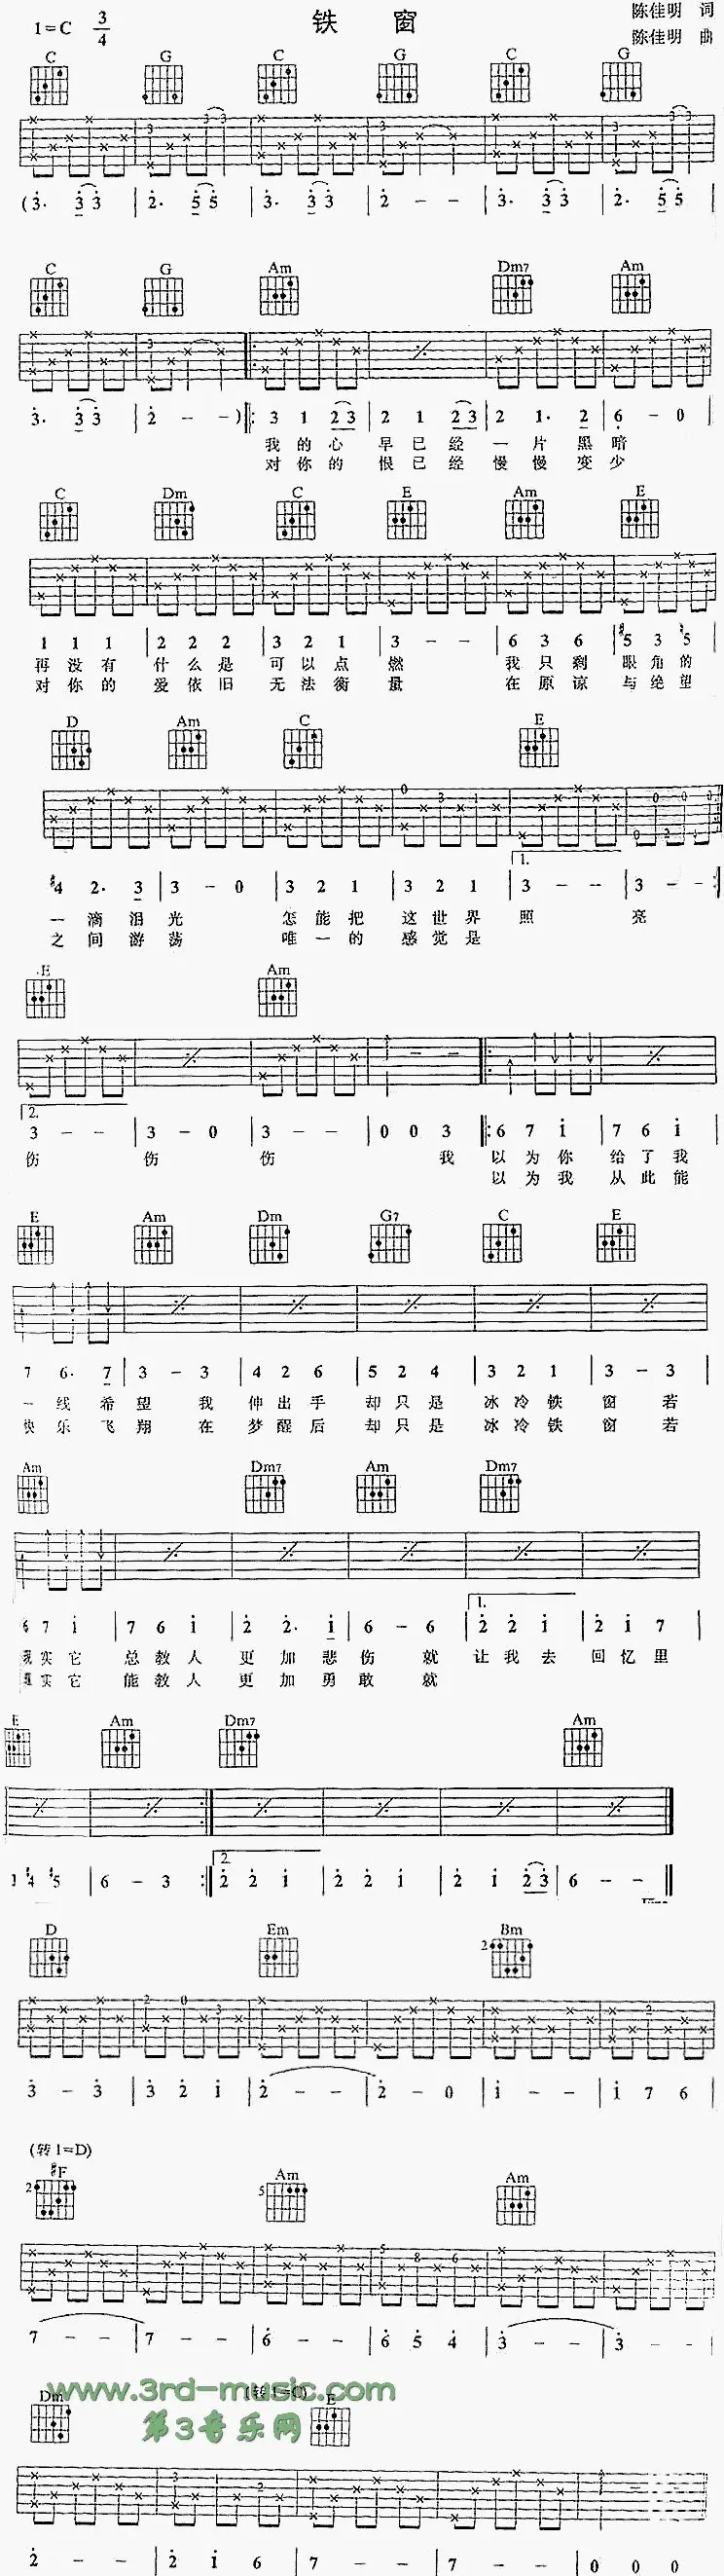 铁 窗
1=C 3/4
陈佳明 词
陈佳明 曲
C G C G C G
(3. 3 3 | 2. 5 5 | 3. 3 3 | 2 - - | 3. 3 3 | 2. 5 5 |
C G Am Dm7 Am
3. 3 3 | 2 - - ) ‖: 3 1 2 3 | 2 1 2 3 | 2 1. 2 | 6 - 0 |
我 的 心 早 已 经 一 片 黑 暗
对 你 的 恨 已 经 慢 慢 变 少
C Dm C E Am E
1 1 1 | 2 2 2 | 3 2 1 | 3 - - | 6 3 6 | #5 3 ♮5 |
再 没 有 什 么 是 可 以 点 燃 我 只 剩 眼 角 的
对 你 的 爱 依 旧 无 法 衡 量 在 原 谅 与 绝 望
D Am C E
#4 2. 3 | 3 - 0 | 3 2 1 | 3 2 1 | 3 - - | 3 - :|
1.
一 滴 泪 光 怎 能 把 这 世 界 照 亮
之 间 游 荡 唯 一 的 感 觉 是
E Am
2.
3 - - | 3 - 0 | 3 - - | 0 0 3 ‖: 6 7 i | 7 6 i |
伤 伤 伤 我 以 为 你 给 了 我
以 为 我 从 此 能
E Am Dm G7 C E
7 6. 7 | 3 - 3 | 4 2 6 | 5 2 4 | 3 2 1 | 3 - 3 |
一 线 希 望 我 伸 出 手 却 只 是 冰 冷 铁 窗 若
快 乐 飞 翔 在 梦 醒 后 却 只 是 冰 冷 铁 窗 若
Am Dm7 Am Dm7
6 7 i | 7 6 i | 2 2. i | 6 - 6 | 2 2 i | 2 i 7 |
1.
现 实 它 总 教 人 更 加 悲 伤 就 让 我 去 回 忆 里
现 实 它 能 教 人 更 加 勇 敢 就
E Am Dm7 Am
#4 #5 | 6 - 3 :‖ 2 2 i | 2 2 i | 2 i 2 3 | 6 - - ‖
2.
D Em Bm
2
3 - 3 | 3 2 i | 2 - - | 2 - 0 | i - - | i 7 6 |
(转 1=D)
#F Am Am
2 5
7 - - | 7 - - | 6 - - | 6 5 4 | 3 - - | 3 - |
www.3rd-music.com
第3音乐网
Dm E
2 - - | 2 i 6 | 7 - - | 7 - - | 0 0 0